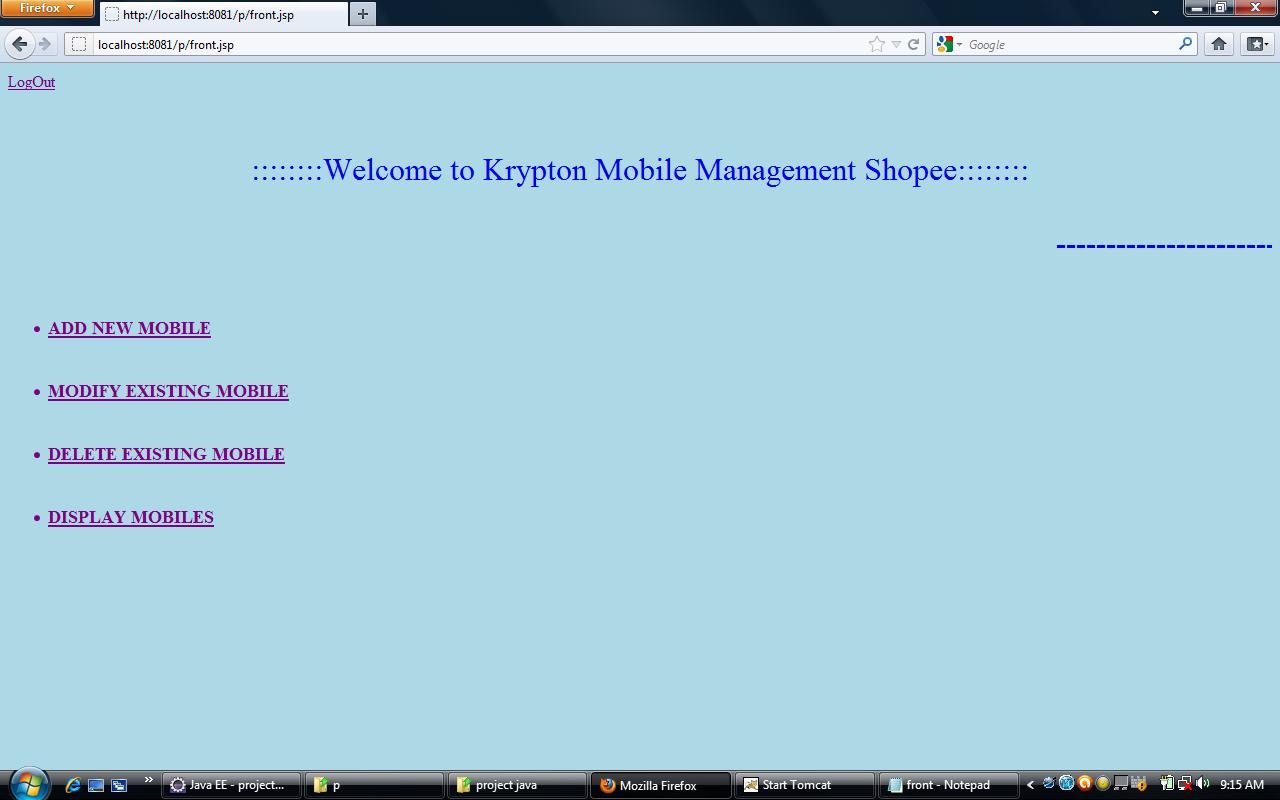 Firefox
http://localhost:8081/p/front.jsp
localhost:8081/p/front.jsp
Google
LogOut
::::::::Welcome to Krypton Mobile Management Shopee::::::::
----------------------
• ADD NEW MOBILE
• MODIFY EXISTING MOBILE
• DELETE EXISTING MOBILE
• DISPLAY MOBILES
Java EE - project... p project java Mozilla Firefox Start Tomcat front - Notepad 9:15 AM